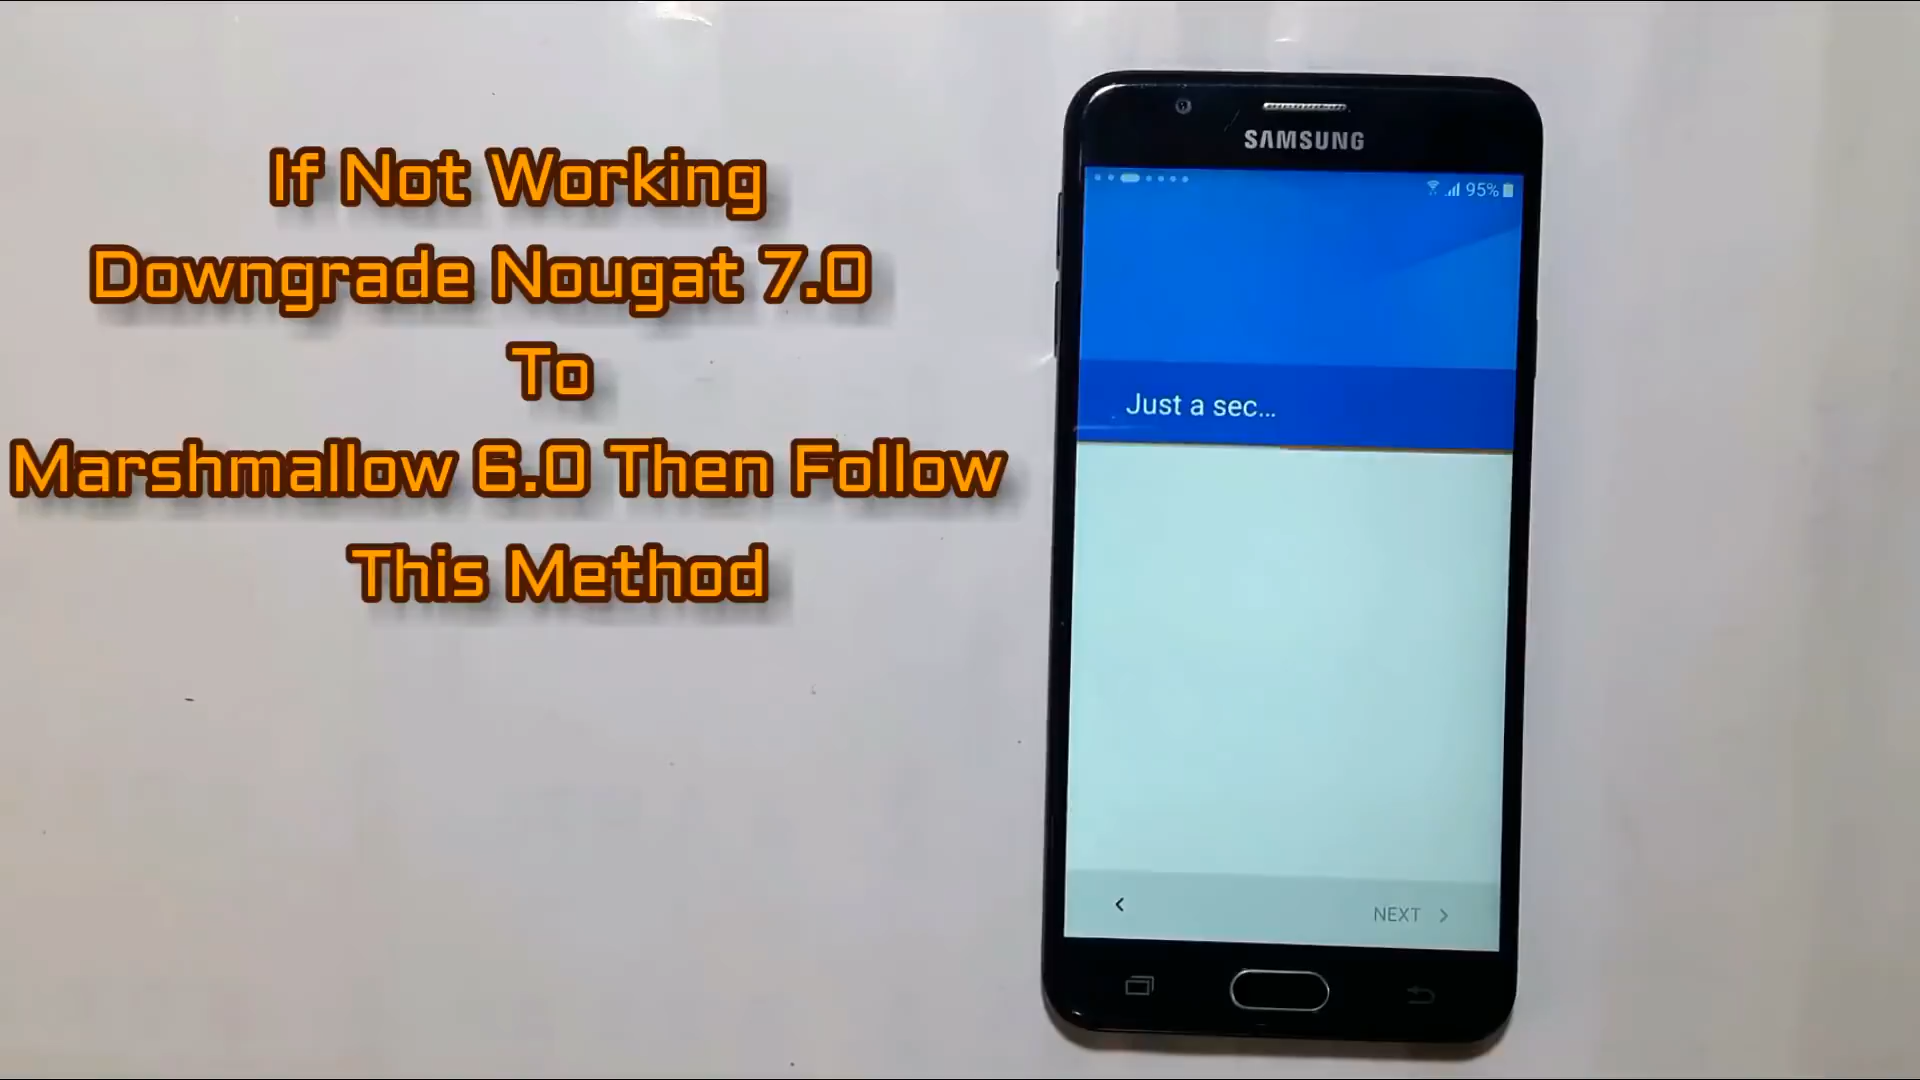 If Not Working
Downgrade Nougat 7.0
To
Marshmallow 6.0 Then Follow
This Method
SAMSUNG
95%
Just a sec...
NEXT